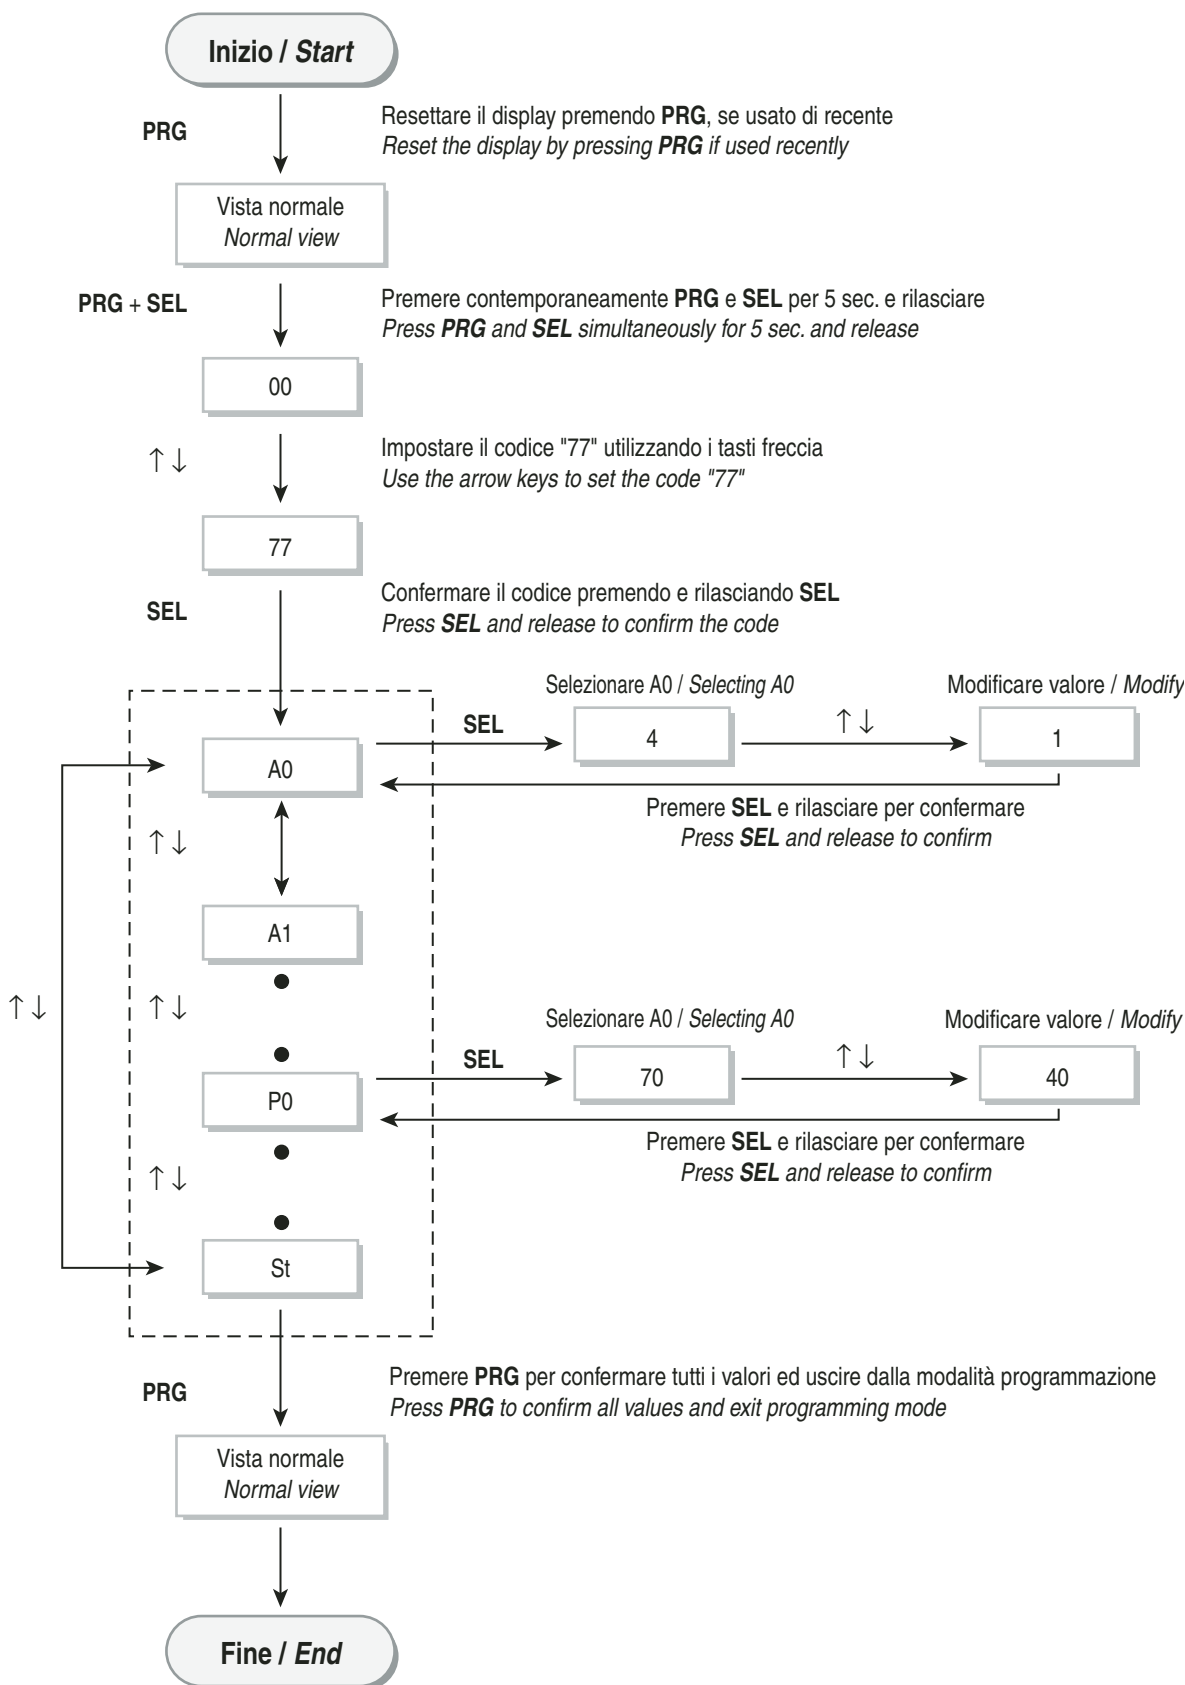 Inizio / Start
PRG
Resettare il display premendo PRG, se usato di recente
Reset the display by pressing PRG if used recently
Vista normale
Normal view
PRG + SEL
Premere contemporaneamente PRG e SEL per 5 sec. e rilasciare
Press PRG and SEL simultaneously for 5 sec. and release
00
↑↓
Impostare il codice "77" utilizzando i tasti freccia
Use the arrow keys to set the code "77"
77
SEL
Confermare il codice premendo e rilasciando SEL
Press SEL and release to confirm the code
Selezionare A0 / Selecting A0
Modificare valore / Modify
A0
SEL
4
↑↓
1
Premere SEL e rilasciare per confermare
Press SEL and release to confirm
↑↓
A1
↑↓
↑↓
Selezionare A0 / Selecting A0
Modificare valore / Modify
P0
SEL
70
↑↓
40
Premere SEL e rilasciare per confermare
Press SEL and release to confirm
↑↓
St
PRG
Premere PRG per confermare tutti i valori ed uscire dalla modalità programmazione
Press PRG to confirm all values and exit programming mode
Vista normale
Normal view
Fine / End